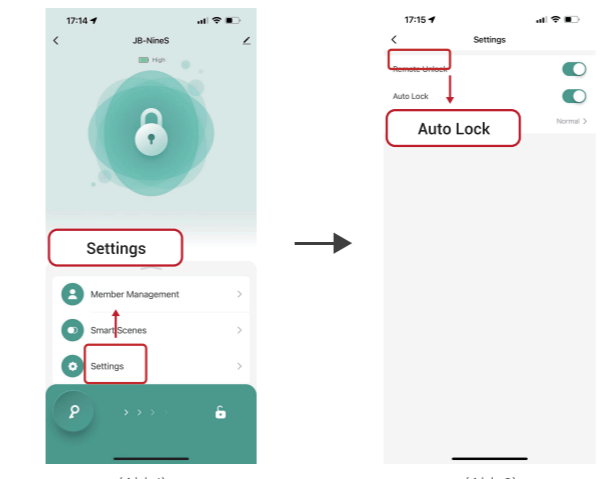 17:14
JB-NineS
High
Settings
Member Management
Smart Scenes
Settings
17:15
Settings
Remote Unlock
Auto Lock
Auto Lock
Normal